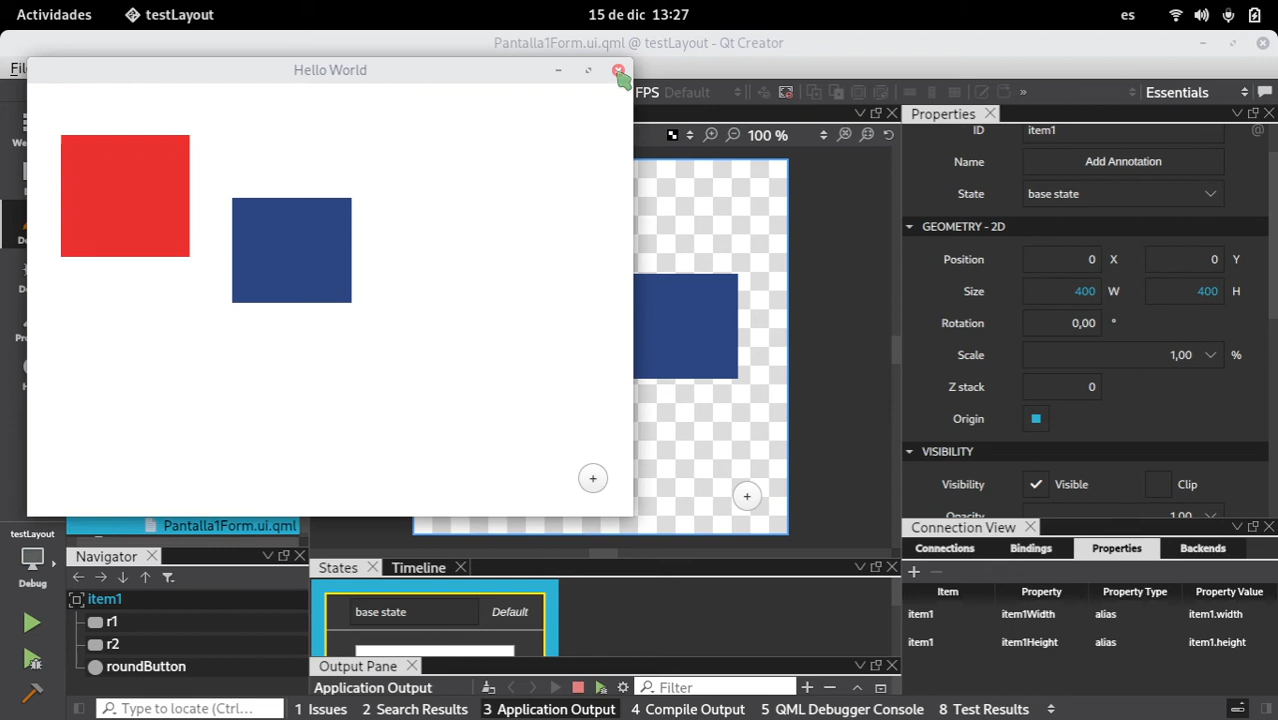 Actividades testLayout 15 de dic 13:27 es
Pantalla1Form.ui.qml @ testLayout - Qt Creator
Hello World
FPS Default » Essentials
Properties
100 %
ID item1 @
Name Add Annotation
State base state
GEOMETRY - 2D
Position 0 X 0 Y
Size 400 W 400 H
Rotation 0,00 °
Scale 1,00 %
Z stack 0
Origin
VISIBILITY
Visibility Visible Clip
Opacity 1,00
+
+
Pantalla1Form.ui.qml
testLayout
Debug
Navigator
item1
r1
r2
roundButton
States Timeline
base state Default
Connection View
Connections Bindings Properties Backends
Item Property Property Type Property Value
item1 item1Width alias item1.width
item1 item1Height alias item1.height
Output Pane
Application Output Filter
Type to locate (Ctrl... 1 Issues 2 Search Results 3 Application Output 4 Compile Output 5 QML Debugger Console 8 Test Results